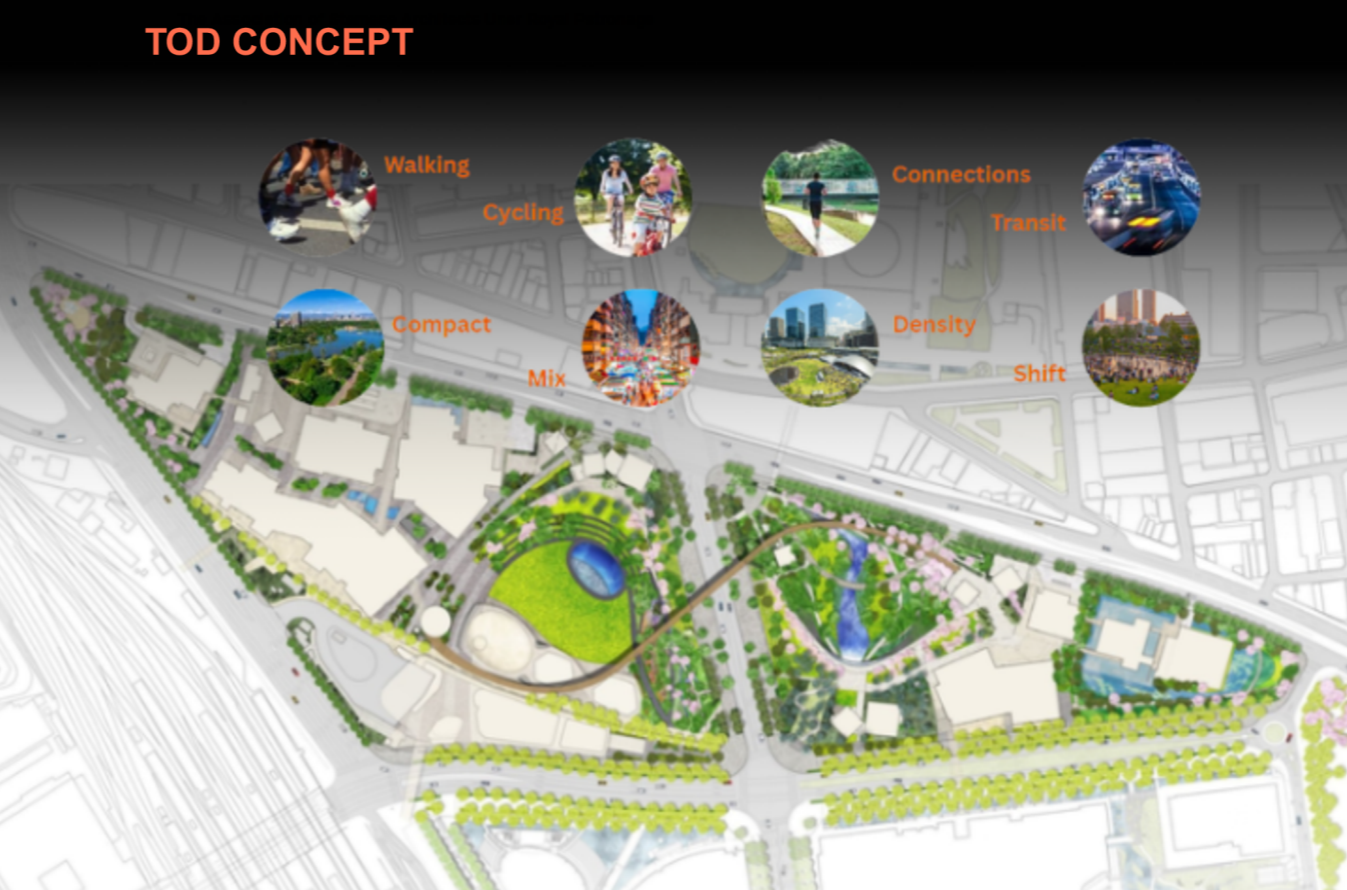 TOD CONCEPT
Walking
Cycling
Connections
Transit
Compact
Mix
Density
Shift